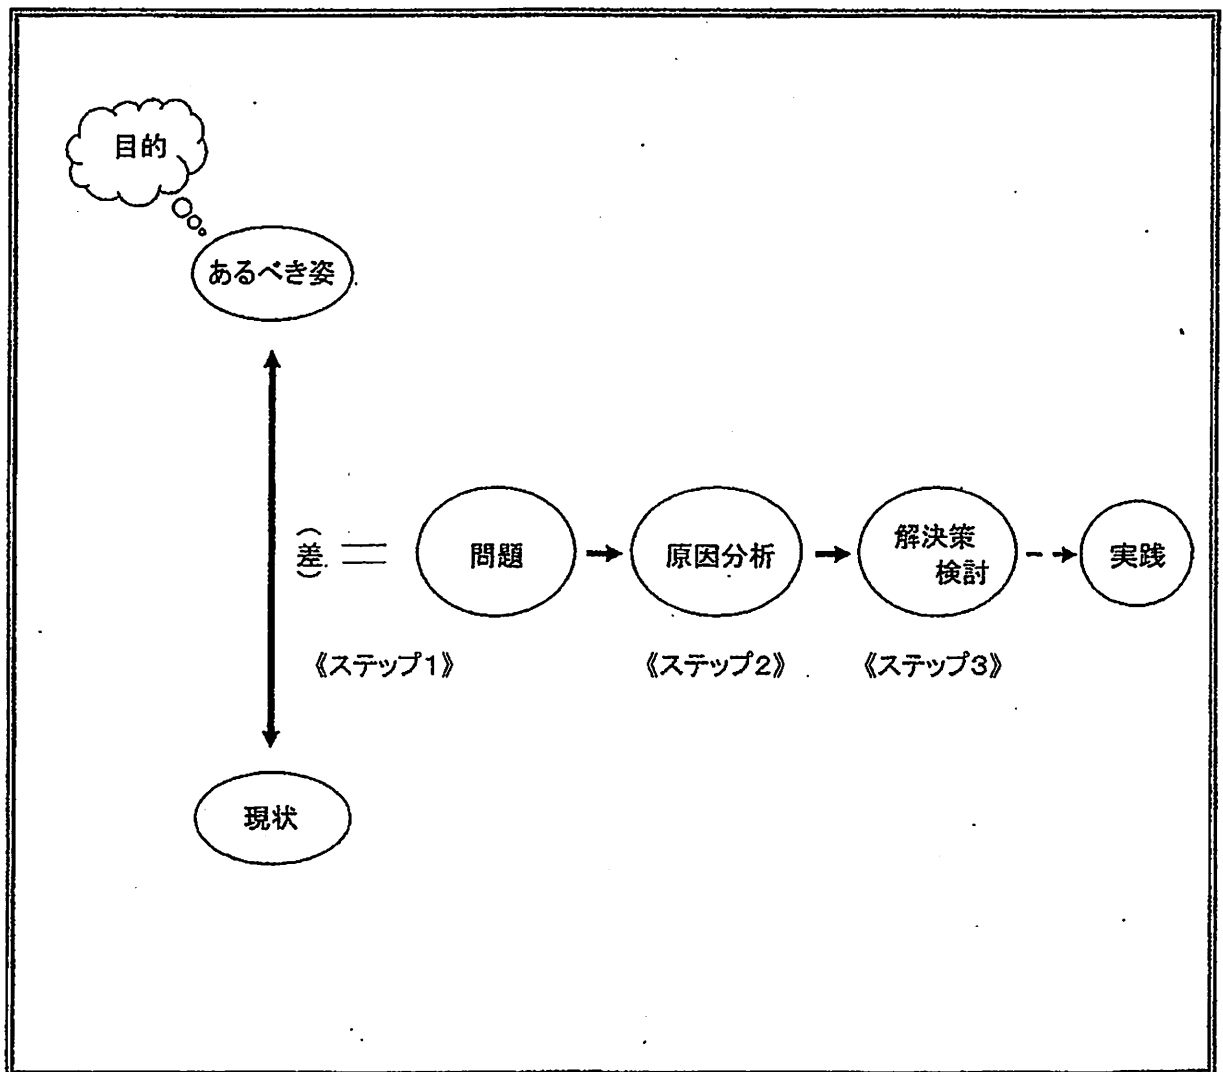 目的
あるべき姿
(差)
問題
原因分析
解決策
検討
実践
《ステップ1》
《ステップ2》
《ステップ3》
現状